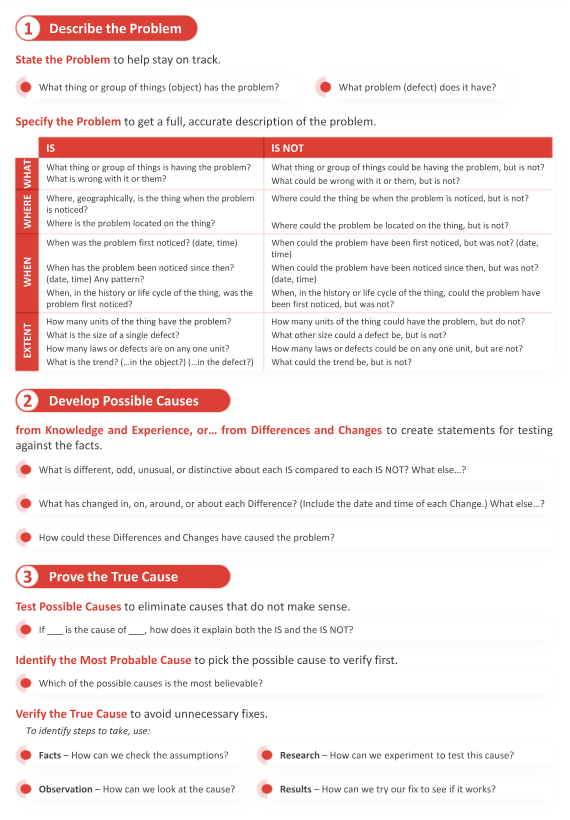 1 Describe the Problem
State the Problem to help stay on track.
What thing or group of things (object) has the problem?
What problem (defect) does it have?
Specify the Problem to get a full, accurate description of the problem.
IS
IS NOT
WHAT
What thing or group of things is having the problem?
What is wrong with it or them?
What thing or group of things could be having the problem, but is not?
What could be wrong with it or them, but is not?
WHERE
Where, geographically, is the thing when the problem
is noticed?
Where is the problem located on the thing?
Where could the thing be when the problem is noticed, but is not?
Where could the problem be located on the thing, but is not?
WHEN
When was the problem first noticed? (date, time)
When has the problem been noticed since then?
(date, time) Any pattern?
When, in the history or life cycle of the thing, was the
problem first noticed?
When could the problem have been first noticed, but was not? (date,
time)
When could the problem have been noticed since then, but was not?
(date, time)
When, in the history or life cycle of the thing, could the problem have
been first noticed, but was not?
EXTENT
How many units of the thing have the problem?
What is the size of a single defect?
How many laws or defects are on any one unit?
What is the trend? (…in the object?) (…in the defect?)
How many units of the thing could have the problem, but do not?
What other size could a defect be, but is not?
How many laws or defects could be on any one unit, but are not?
What could the trend be, but is not?
2 Develop Possible Causes
from Knowledge and Experience, or… from Differences and Changes to create statements for testing
against the facts.
What is different, odd, unusual, or distinctive about each IS compared to each IS NOT? What else…?
What has changed in, on, around, or about each Difference? (Include the date and time of each Change.) What else…?
How could these Differences and Changes have caused the problem?
3 Prove the True Cause
Test Possible Causes to eliminate causes that do not make sense.
If ___ is the cause of ___, how does it explain both the IS and the IS NOT?
Identify the Most Probable Cause to pick the possible cause to verify first.
Which of the possible causes is the most believable?
Verify the True Cause to avoid unnecessary fixes.
To identify steps to take, use:
Facts – How can we check the assumptions?
Research – How can we experiment to test this cause?
Observation – How can we look at the cause?
Results – How can we try our fix to see if it works?